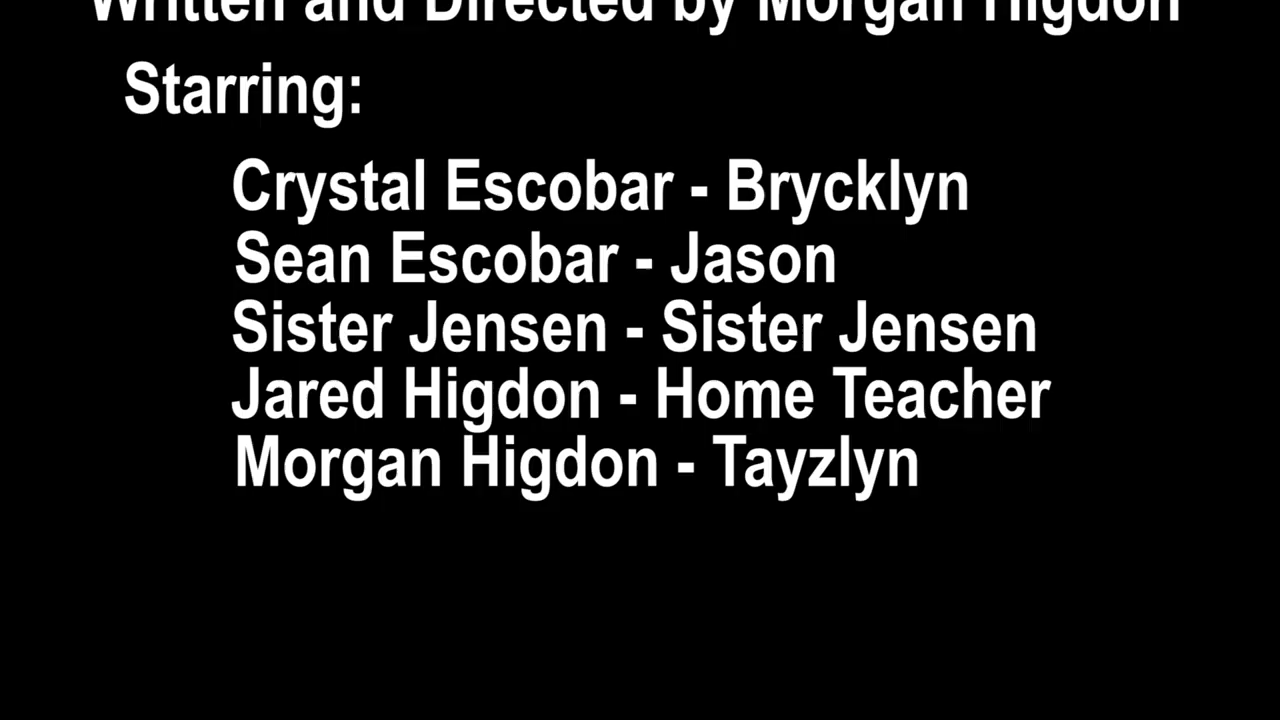 Written and Directed by Morgan Higdon
Starring:
Crystal Escobar - Brycklyn
Sean Escobar - Jason
Sister Jensen - Sister Jensen
Jared Higdon - Home Teacher
Morgan Higdon - Tayzlyn